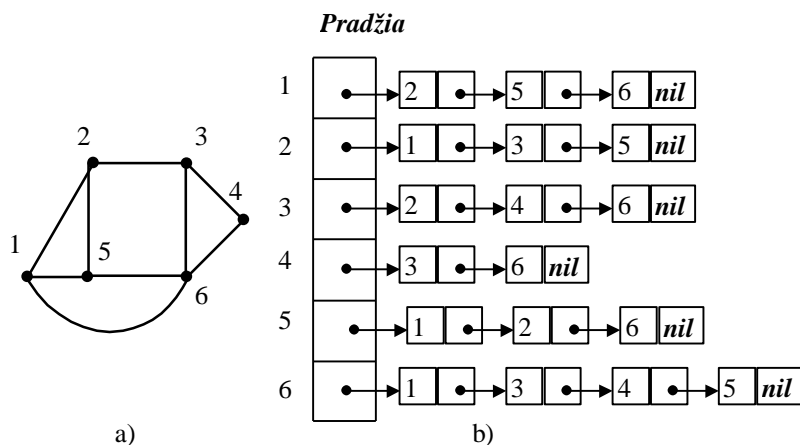 Pradžia
1 2 5 6 nil
2 1 3 5 nil
3 2 4 6 nil
4 3 6 nil
5 1 2 6 nil
6 1 3 4 5 nil
2 3
4
1 5
6
a) b)